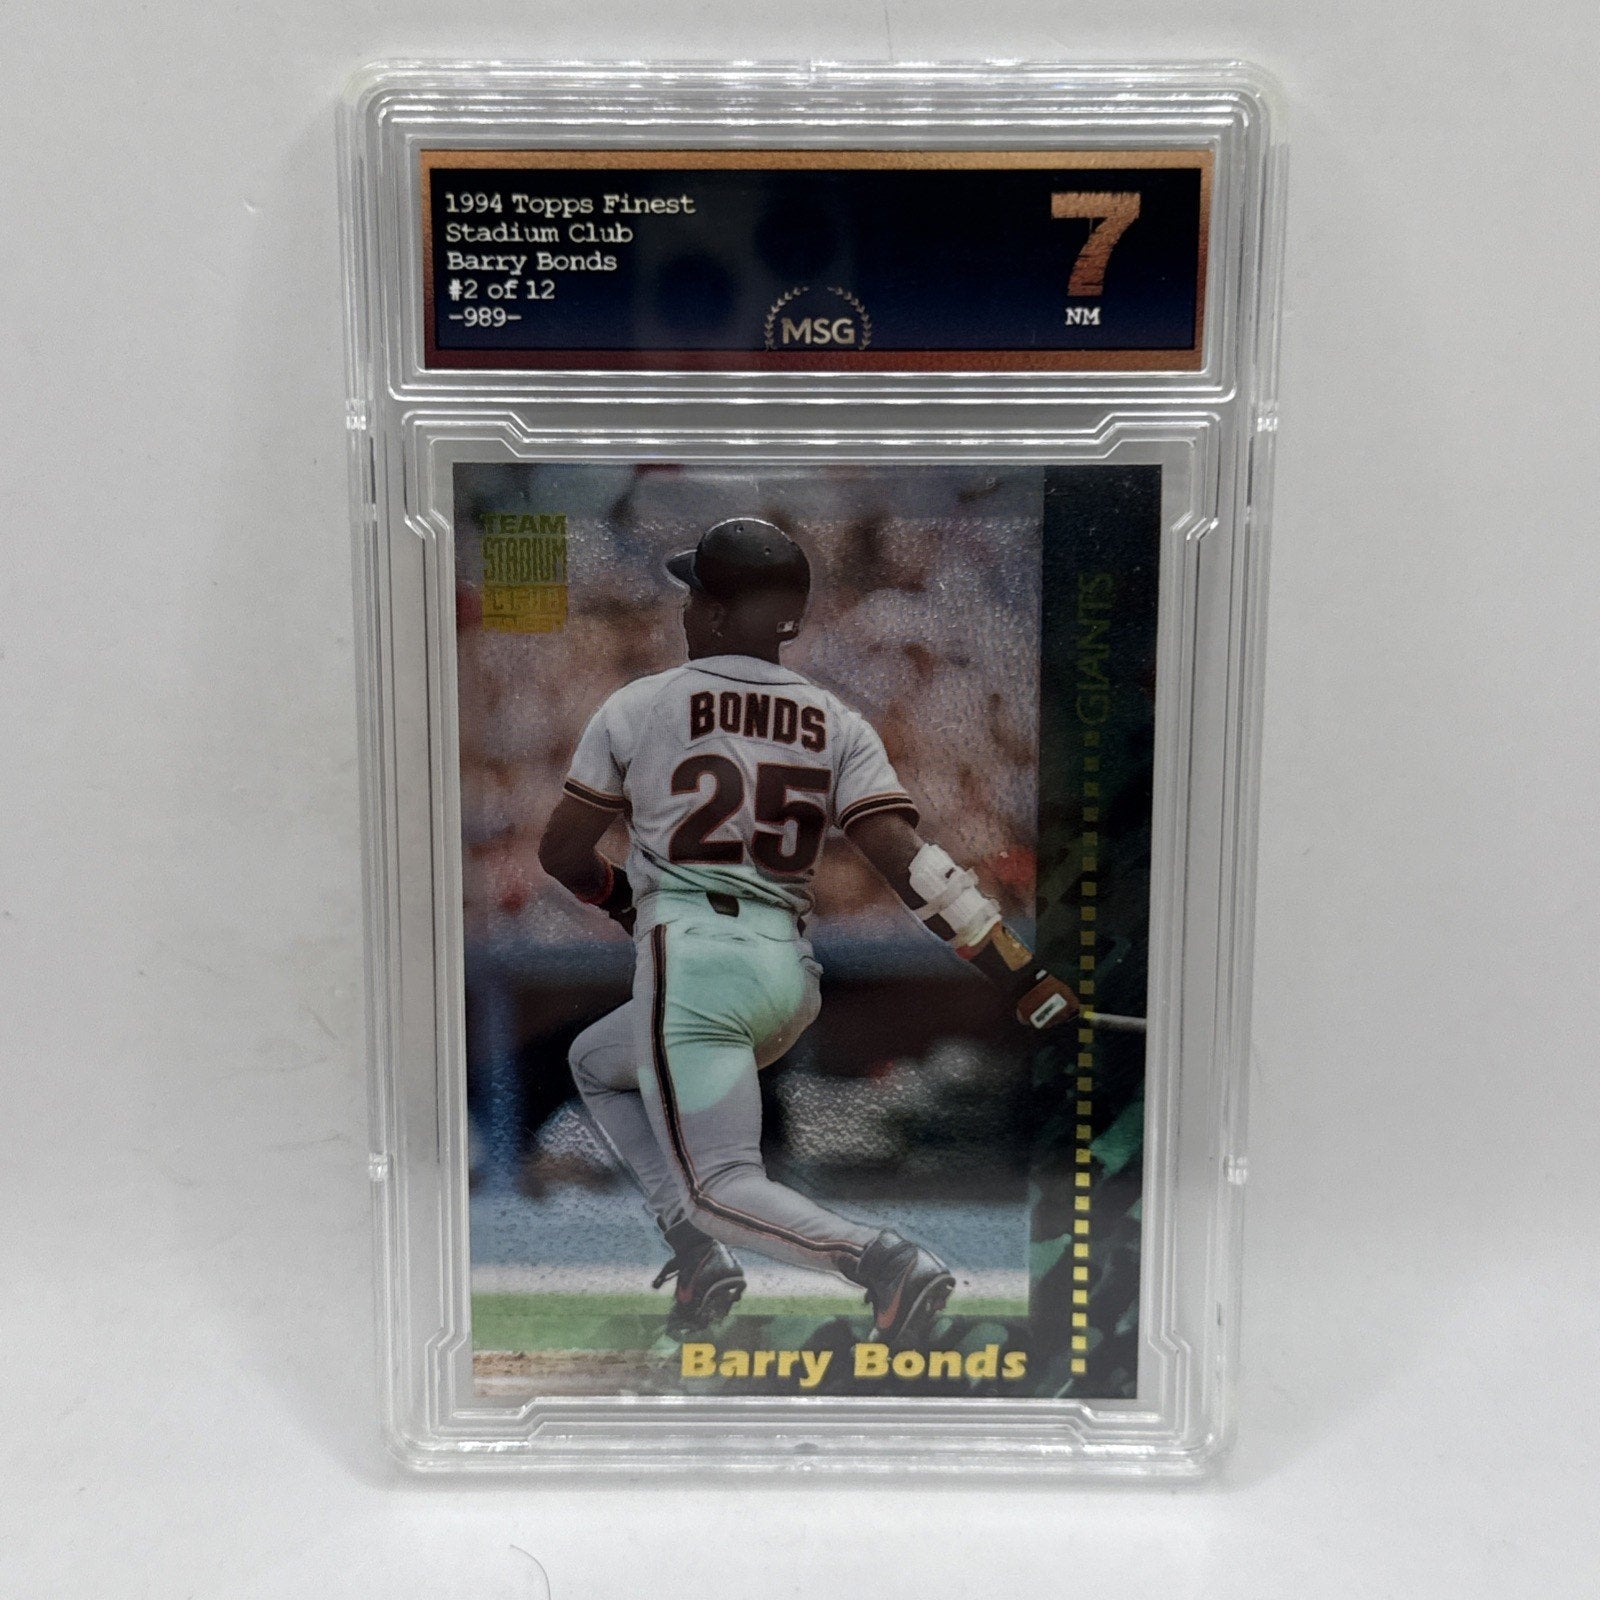 1994 Topps Finest
Stadium Club
Barry Bonds
#2 of 12
-989-
MSG
7
NM
TEAM
STADIUM
CLUB
GIANTS
BONDS
25
Barry Bonds